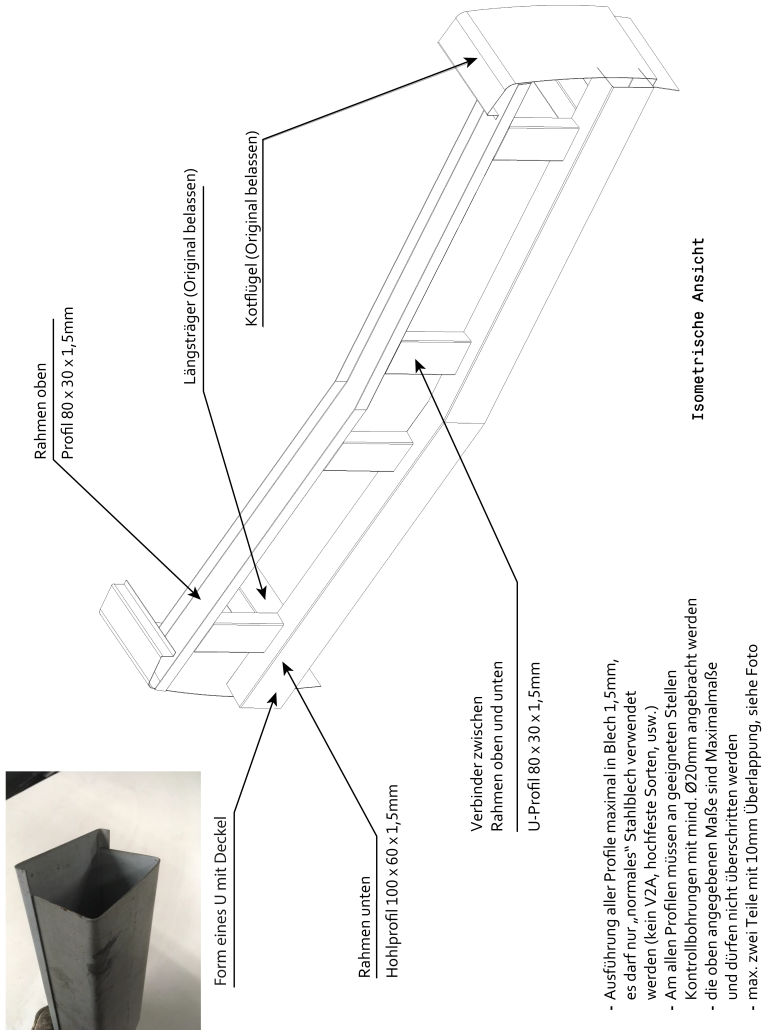 Rahmen oben
Profil 80 x 30 x 1,5mm
Längsträger (Original belassen)
Kotflügel (Original belassen)
Form eines U mit Deckel
Rahmen unten
Hohlprofil 100 x 60 x 1,5mm
Verbinder zwischen
Rahmen oben und unten
U-Profil 80 x 30 x 1,5mm
Isometrische Ansicht
- Ausführung aller Profile maximal in Blech 1,5mm,
es darf nur „normales“ Stahlblech verwendet
werden (kein V2A, hochfeste Sorten, usw.)
- Am allen Profilen müssen an geeigneten Stellen
Kontrollbohrungen mit mind. Ø20mm angebracht werden
- die oben angegebenen Maße sind Maximalmaße
und dürfen nicht überschritten werden
- max. zwei Teile mit 10mm Überlappung, siehe Foto